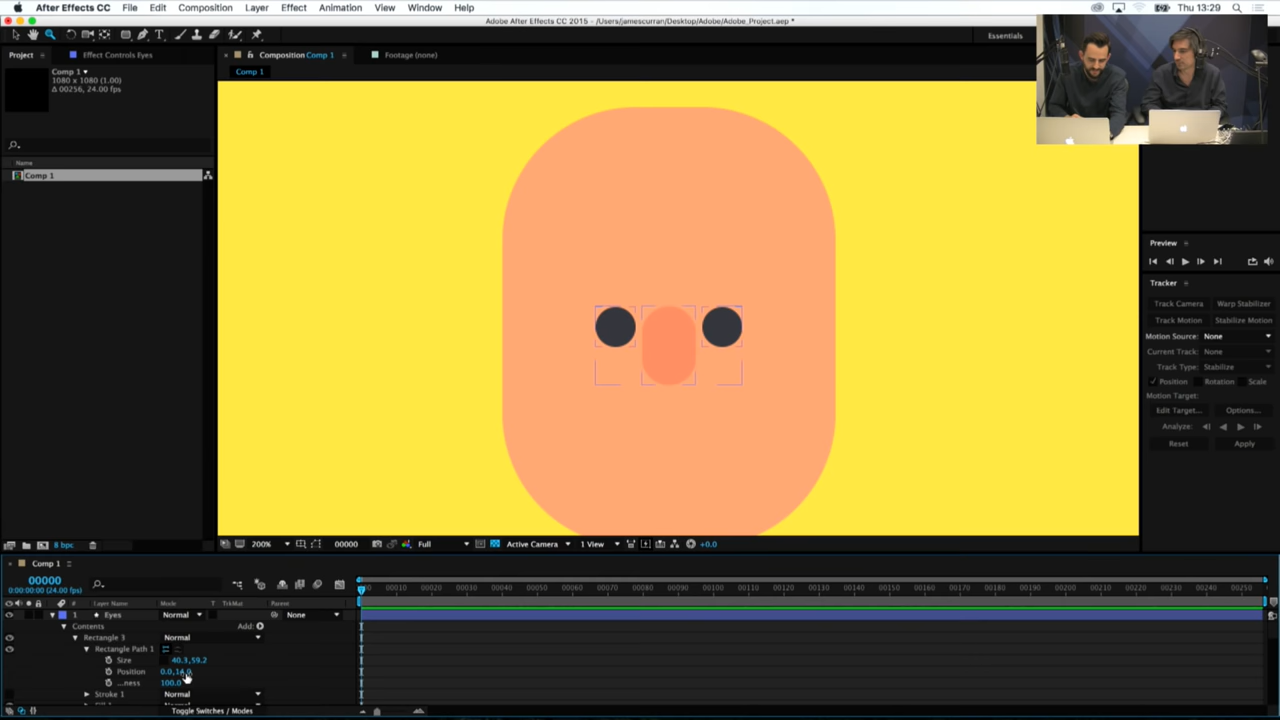 After Effects CC File Edit Composition Layer Effect Animation View Window Help Thu 13:29
Adobe After Effects CC 2015 - /Users/jamescurran/Desktop/Adobe/Adobe_Project.aep *
Essentials
Project Effect Controls Eyes Composition Comp 1 Footage (none)
Comp 1
1080 x 1080 (1.00)
Δ 00256, 24.00 fps
Comp 1
Name
Comp 1
Preview
Tracker
Track Camera Warp Stabilizer
Track Motion Stabilize Motion
Motion Source: None
Current Track: None
Track Type: Stabilize
Position Rotation Scale
Motion Target:
Edit Target... Options...
Analyze:
Reset Apply
8 bpc 200% 00000 Full Active Camera 1 View +0.0
Comp 1
00000
0:00:00:00 (24.00 fps)
00010 00020 00030 00040 00050 00060 00070 00080 00090 00100 00110 00120 00130 00140 00150 00160 00170 00180 00190 00200 00210 00220 00230 00240 00250
# Layer Name Mode T TrkMat Parent
1 Eyes Normal None
Contents Add:
Rectangle 3 Normal
Rectangle Path 1
Size 40.3,59.2
Position
...ness 100.0
Stroke 1 Normal
Toggle Switches / Modes